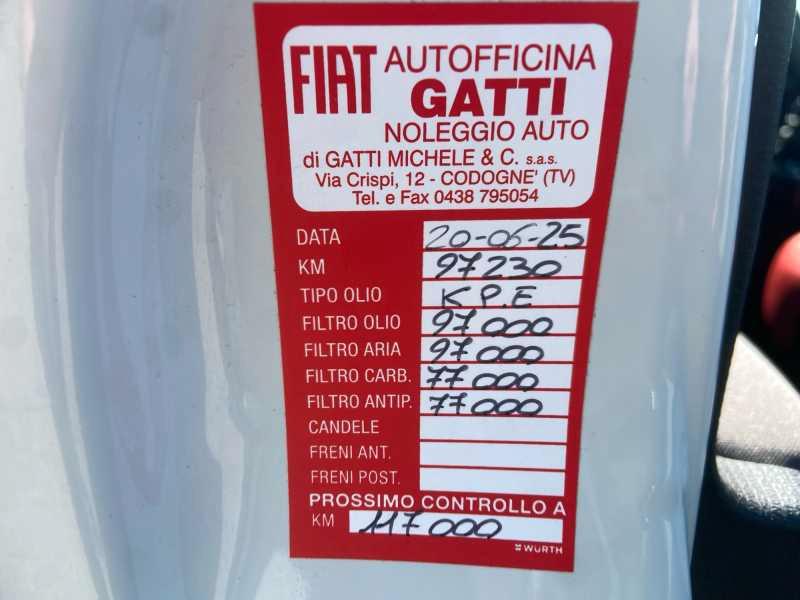 FIAT AUTOFFICINA
GATTI
NOLEGGIO AUTO
di GATTI MICHELE & C. s.a.s.
Via Crispi, 12 - CODOGNE' (TV)
Tel. e Fax 0438 795054
DATA 20-06-25
KM 97230
TIPO OLIO K P.E
FILTRO OLIO 97000
FILTRO ARIA 97000
FILTRO CARB. 77000
FILTRO ANTIP. 77000
CANDELE
FRENI ANT.
FRENI POST.
PROSSIMO CONTROLLO A
KM 117000
WÜRTH